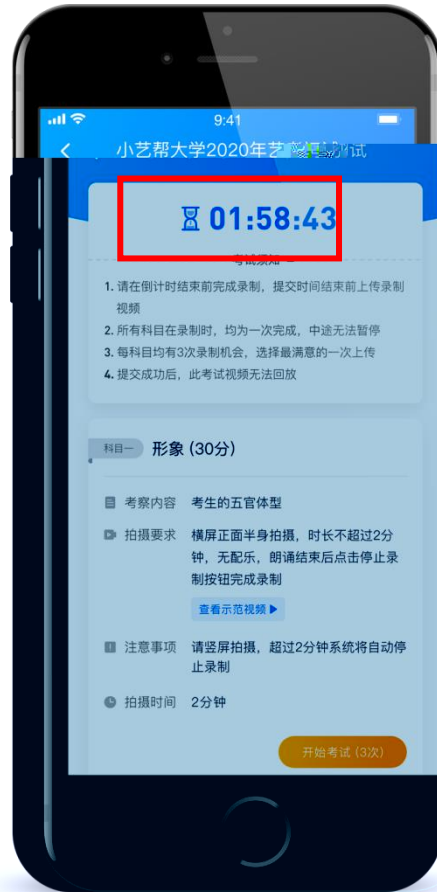 9:41
小艺帮大学2020年艺
试
01:58:43
考试须知
1. 请在倒计时结束前完成录制，提交时间结束前上传录制
视频
2. 所有科目在录制时，均为一次完成，中途无法暂停
3. 每科目均有3次录制机会，选择最满意的一次上传
4. 提交成功后，此考试视频无法回放
科目一 形象 (30分)
考察内容 考生的五官体型
拍摄要求 横屏正面半身拍摄，时长不超过2分
钟，无配乐，朗诵结束后点击停止录
制按钮完成录制
查看示范视频
注意事项 请竖屏拍摄，超过2分钟系统将自动停
止录制
拍摄时间 2分钟
开始考试 (3次)